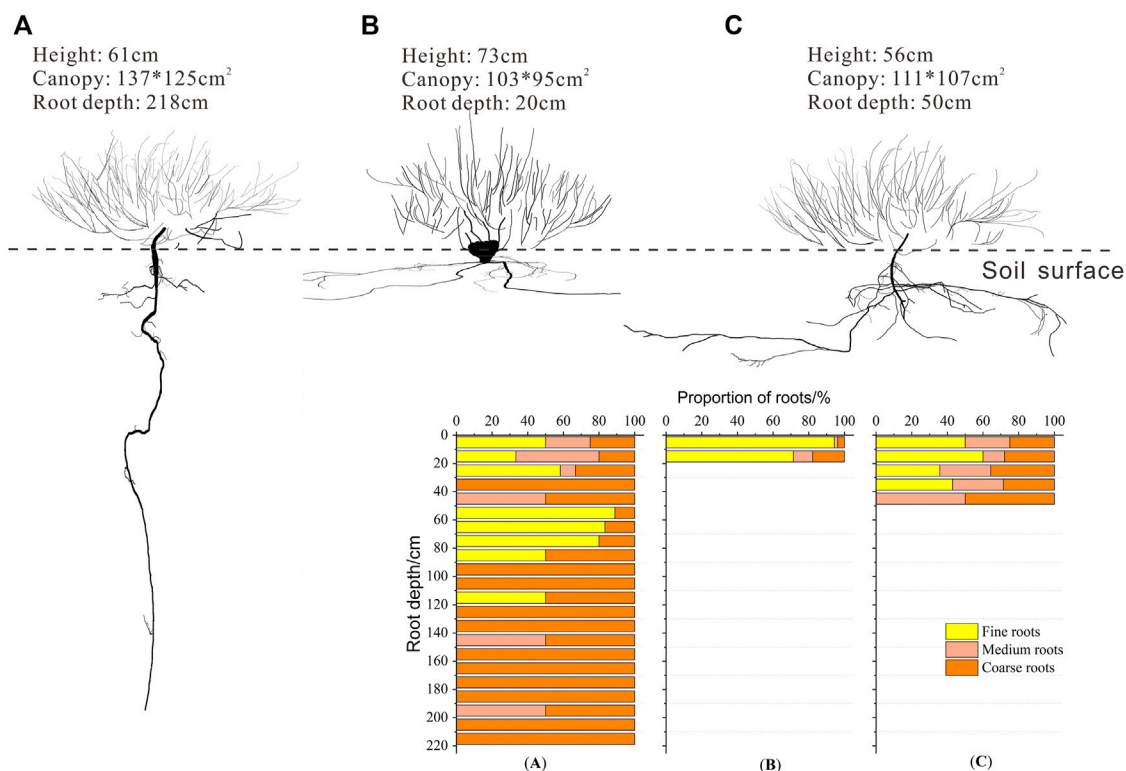 A
Height: 61cm
Canopy: 137*125cm²
Root depth: 218cm
B
Height: 73cm
Canopy: 103*95cm²
Root depth: 20cm
C
Height: 56cm
Canopy: 111*107cm²
Root depth: 50cm
Soil surface
Proportion of roots/%
0 20 40 60 80 100
0 20 40 60 80 100
0 20 40 60 80 100
Root depth/cm
0
20
40
60
80
100
120
140
160
180
200
220
Fine roots
Medium roots
Coarse roots
(A)
(B)
(C)